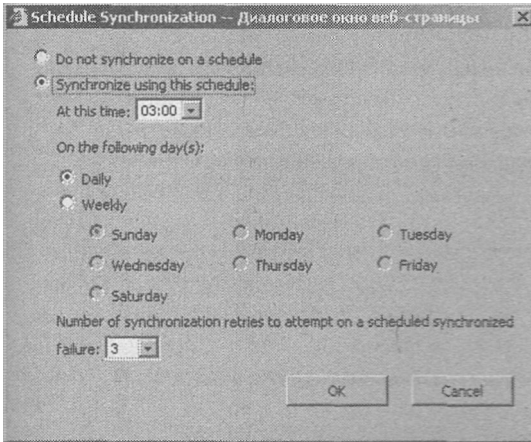 Schedule Synchronization -- Диалоговое окно веб-страницы
Do not synchronize on a schedule
Synchronize using this schedule:
At this time: 03:00
On the following day(s):
Daily
Weekly
Sunday Monday Tuesday
Wednesday Thursday Friday
Saturday
Number of synchronization retries to attempt on a scheduled synchronized
failure: 3
OK Cancel